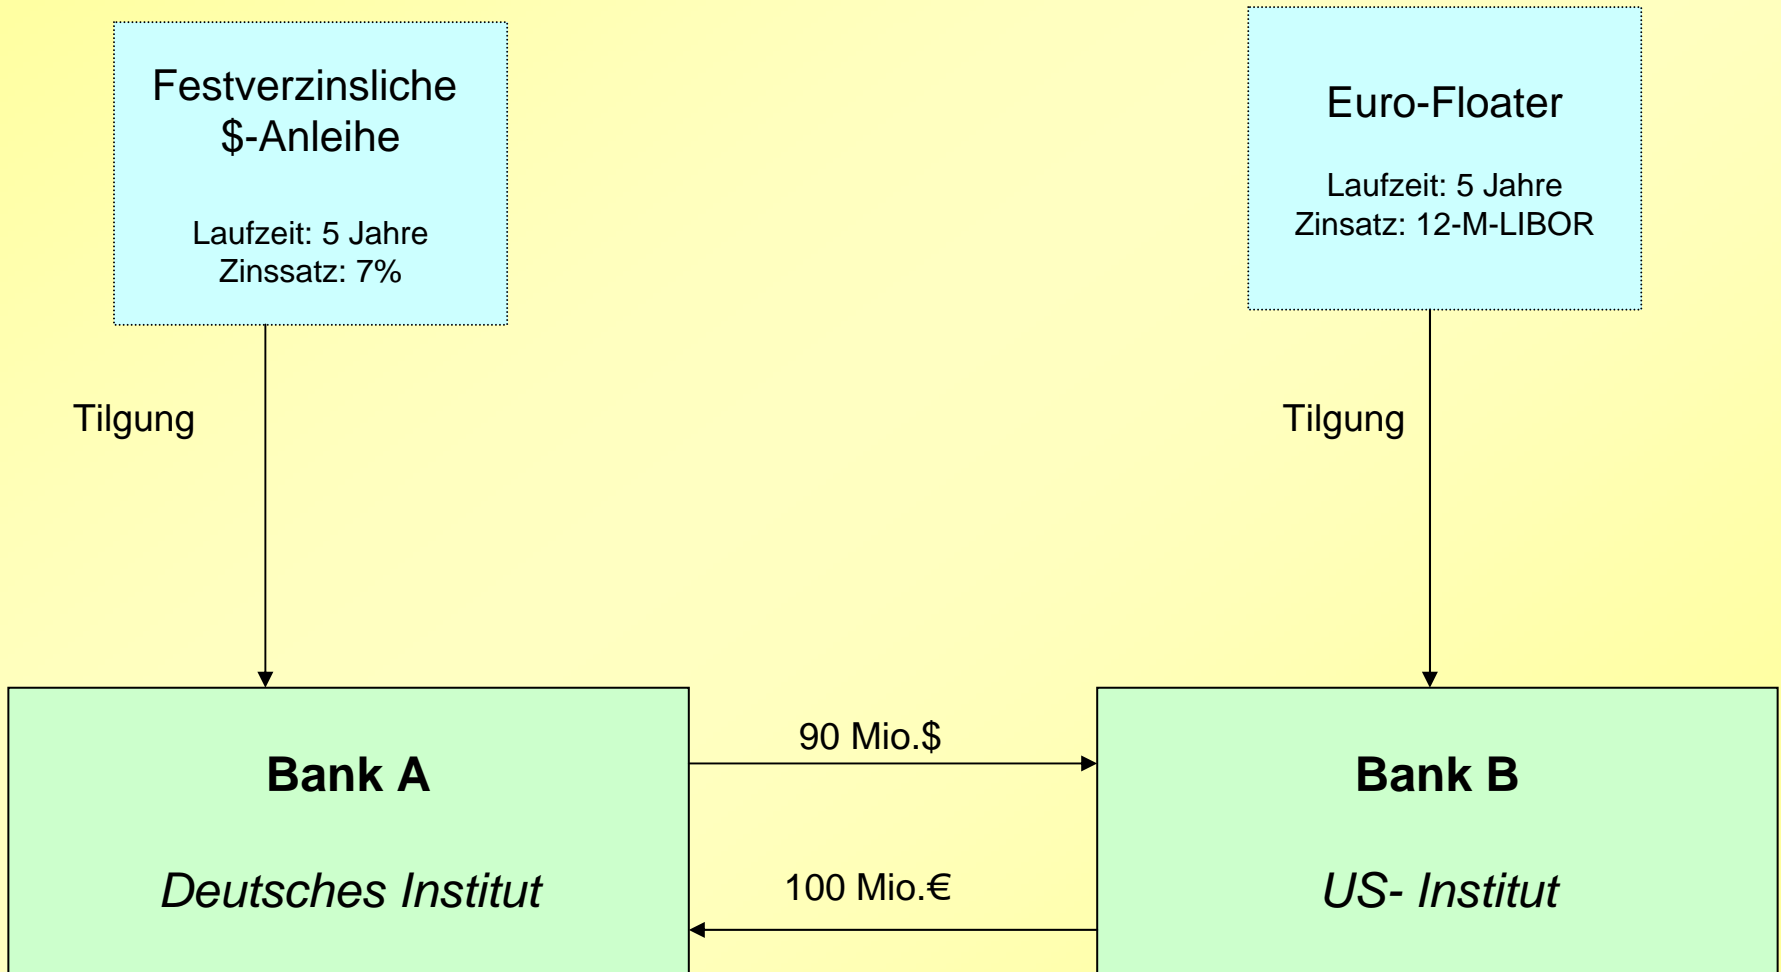 Festverzinsliche
$-Anleihe
Laufzeit: 5 Jahre
Zinssatz: 7%
Euro-Floater
Laufzeit: 5 Jahre
Zinsatz: 12-M-LIBOR
Tilgung
Tilgung
Bank A
Deutsches Institut
90 Mio.$
100 Mio.€
Bank B
US- Institut